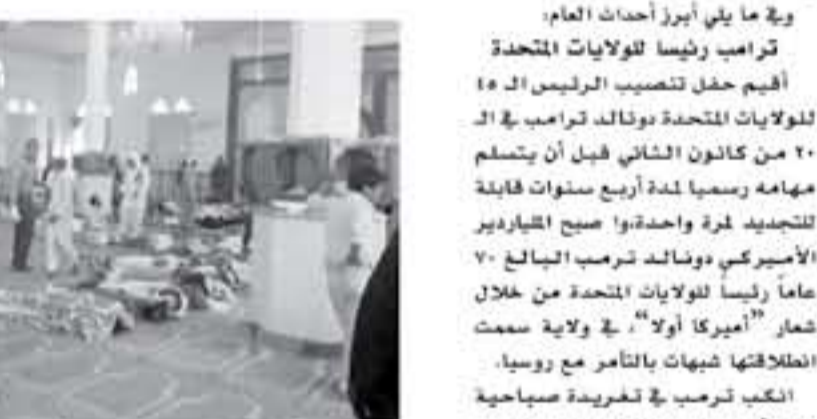 وفي ما يلي أبرز أحداث العام:
ترامب رئيسا للولايات المتحدة
أقيم حفل تنصيب الرئيس الـ ٤٥
للولايات المتحدة دونالد ترامب في الـ
٢٠ من كانون الثاني قبل أن يتسلم
مهامه رسميا لمدة أربع سنوات قابلة
للتجديد لمرة واحدة،وا صبح الملياردير
الأميركي دونالد ترمب البالغ ٧٠
عاماً رئيساً للولايات المتحدة من خلال
شعار "أميركا أولا"، في ولاية سممت
انطلاقتها شبهات بالتآمر مع روسيا.
انكب ترمب في تغريدة صباحية